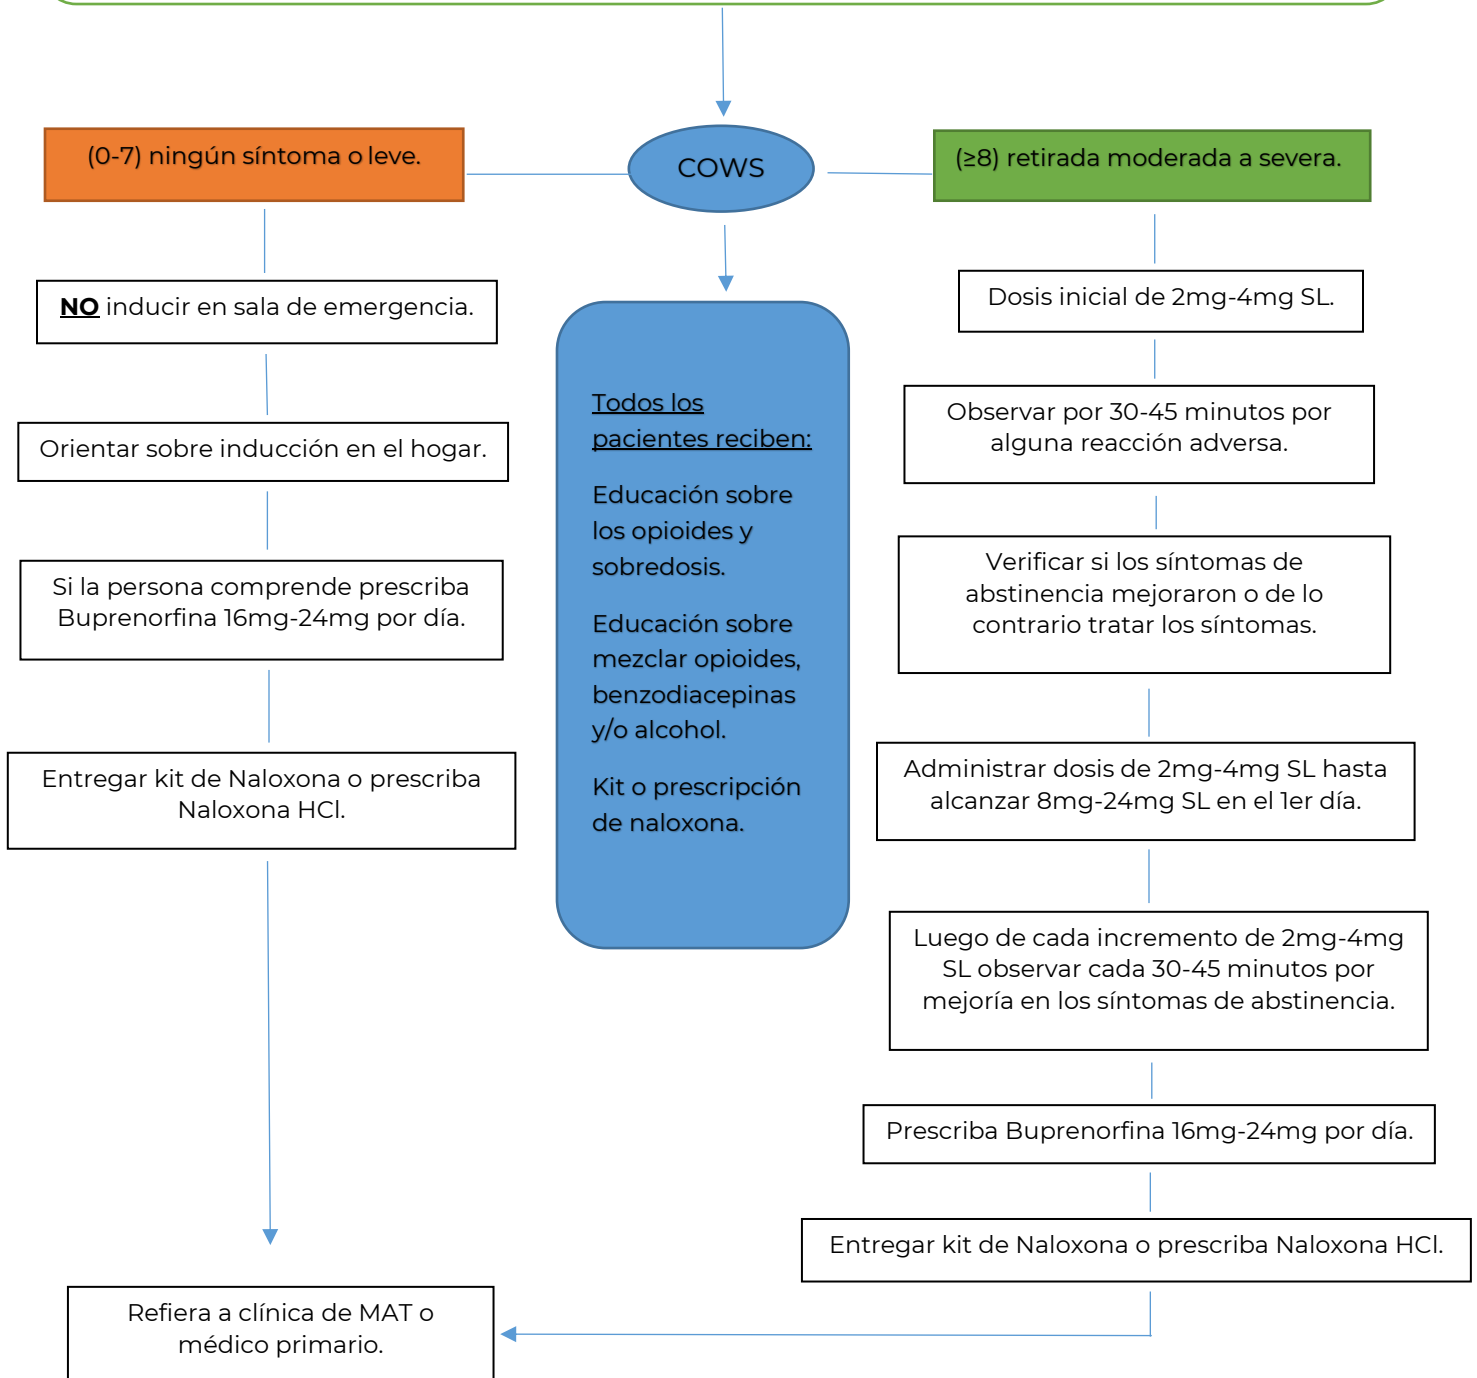 COWS
(0-7) ningún síntoma o leve.
NO inducir en sala de emergencia.
Orientar sobre inducción en el hogar.
Si la persona comprende prescriba
Buprenorfina 16mg-24mg por día.
Entregar kit de Naloxona o prescriba
Naloxona HCl.
Todos los
pacientes reciben:
Educación sobre
los opioides y
sobredosis.
Educación sobre
mezclar opioides,
benzodiacepinas
y/o alcohol.
Kit o prescripción
de naloxona.
(≥8) retirada moderada a severa.
Dosis inicial de 2mg-4mg SL.
Observar por 30-45 minutos por
alguna reacción adversa.
Verificar si los síntomas de
abstinencia mejoraron o de lo
contrario tratar los síntomas.
Administrar dosis de 2mg-4mg SL hasta
alcanzar 8mg-24mg SL en el 1er día.
Luego de cada incremento de 2mg-4mg
SL observar cada 30-45 minutos por
mejoría en los síntomas de abstinencia.
Prescriba Buprenorfina 16mg-24mg por día.
Entregar kit de Naloxona o prescriba Naloxona HCl.
Refiera a clínica de MAT o
médico primario.